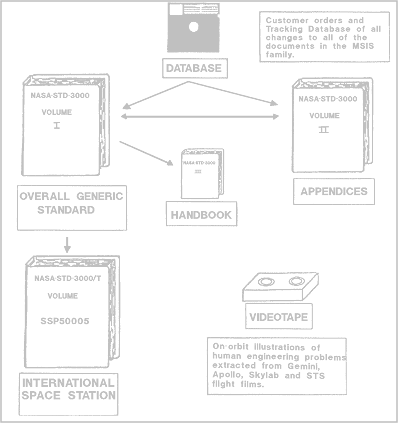 DATABASE
Customer orders and
Tracking Database of all
changes to all of the
documents in the MSIS
family.
NASA-STD-3000
VOLUME
I
NASA-STD-3000
VOLUME
II
NASA-STD-3000
III
OVERALL GENERIC
STANDARD
HANDBOOK
APPENDICES
NASA-STD-3000/T
VOLUME
SSP50005
VIDEOTAPE
INTERNATIONAL
SPACE STATION
On-orbit illustrations of
human engineering problems
extracted from Gemini,
Apollo, Skylab and STS
flight films.